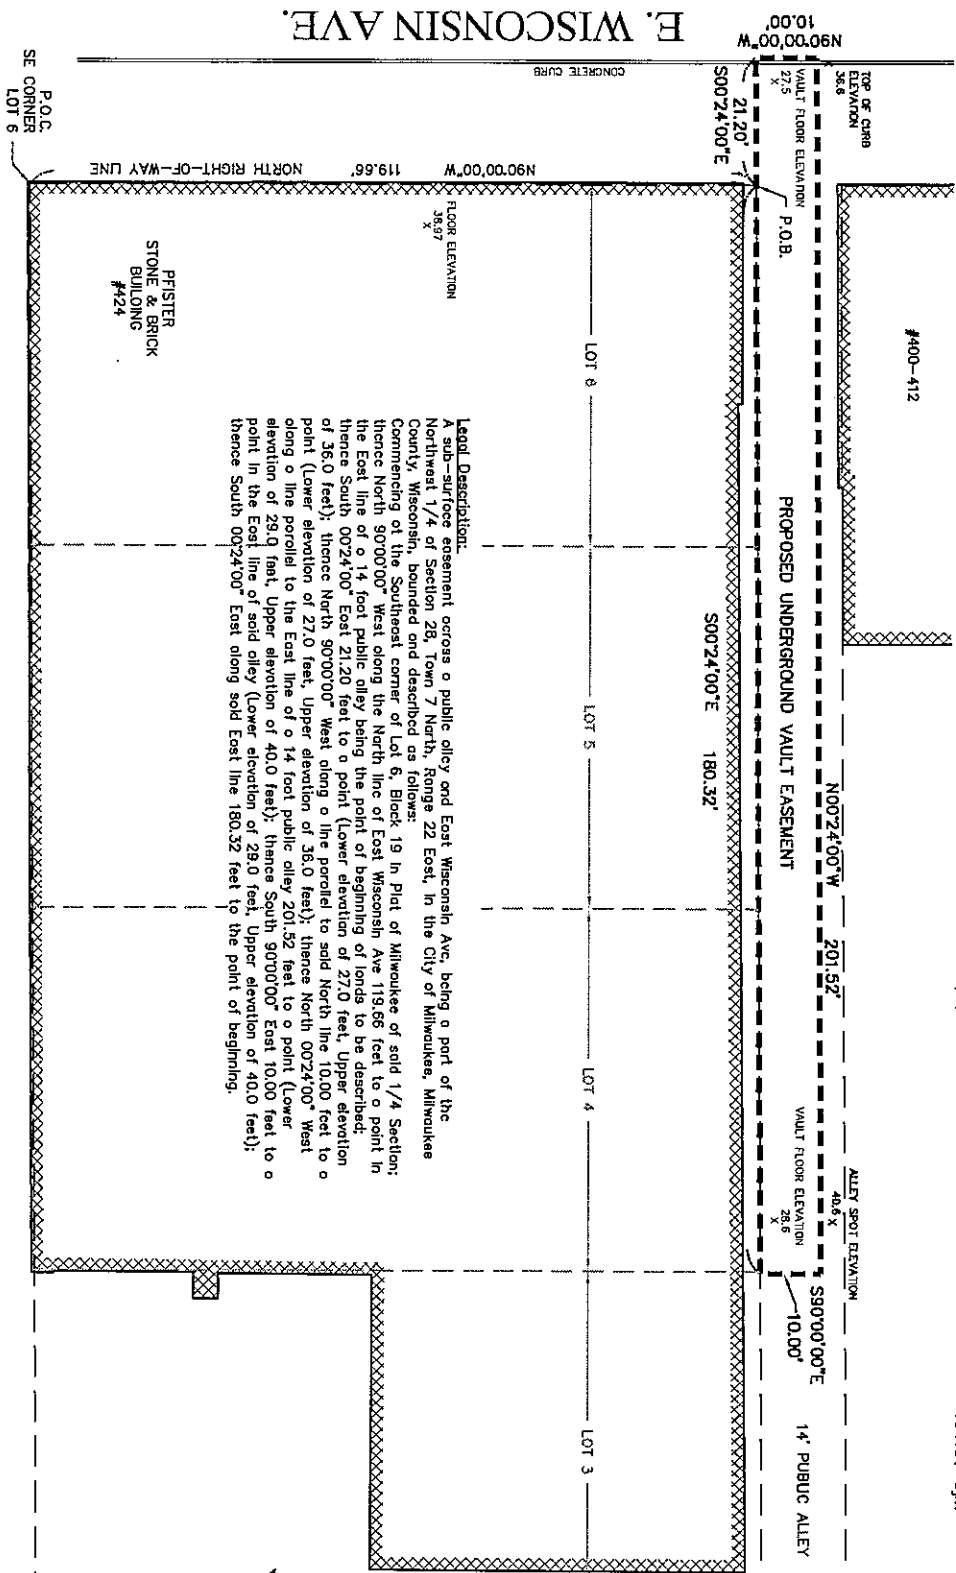 E. WISCONSIN AVE.
N90°00'00"W
10.00'
TOP OF CURB
ELEVATION
36.6
VAULT FLOOR ELEVATION
27.5
X
CONCRETE CURB
21.20'
S00°24'00"E
P.O.B.
#400-412
P.O.C.
SE CORNER
LOT 6
NORTH RIGHT-OF-WAY LINE
119.66'
N90°00'00"W
FLOOR ELEVATION
38.97
X
PFISTER
STONE & BRICK
BUILDING
#424
PROPOSED UNDERGROUND VAULT EASEMENT
N00°24'00"W 201.52'
S00°24'00"E 180.32'
ALLEY SPOT ELEVATION
40.6 X
VAULT FLOOR ELEVATION
28.6
X
S90°00'00"E
10.00'
14' PUBLIC ALLEY
LOT 6
LOT 5
LOT 4
LOT 3
Legal Description:
A sub-surface easement across a public alley and East Wisconsin Ave, being a part of the
Northwest 1/4 of Section 28, Town 7 North, Range 22 East, in the City of Milwaukee, Milwaukee
County, Wisconsin, bounded and described as follows:
Commencing at the Southeast corner of Lot 6, Block 19 in Plat of Milwaukee of said 1/4 Section;
thence North 90°00'00" West along the North line of East Wisconsin Ave 119.66 feet to a point in
the East line of a 14 foot public alley being the point of beginning of lands to be described;
thence South 00°24'00" East 21.20 feet to a point (Lower elevation of 27.0 feet, Upper elevation
of 36.0 feet); thence North 90°00'00" West along a line parallel to said North line 10.00 feet to a
point (Lower elevation of 27.0 feet, Upper elevation of 36.0 feet); thence North 00°24'00" West
along a line parallel to the East line of a 14 foot public alley 201.52 feet to a point (Lower
elevation of 29.0 feet, Upper elevation of 40.0 feet); thence South 90°00'00" East 10.00 feet to a
point in the East line of said alley (Lower elevation of 29.0 feet, Upper elevation of 40.0 feet);
thence South 00°24'00" East along said East line 180.32 feet to the point of beginning.